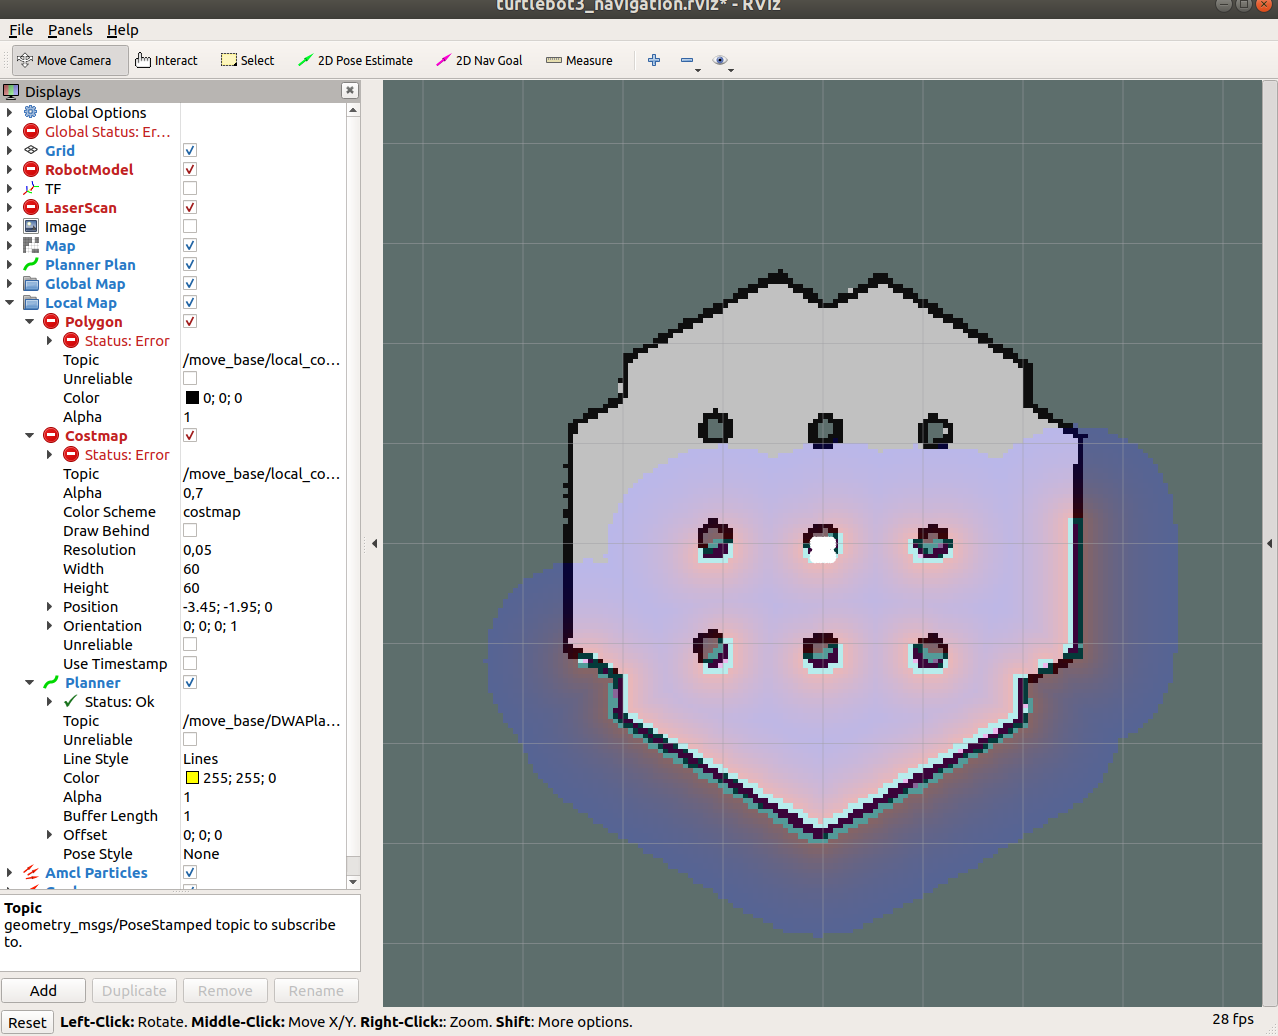 turtlebot3_navigation.rviz* - RViz
File Panels Help
Move Camera Interact Select 2D Pose Estimate 2D Nav Goal Measure
Displays
Global Options
Global Status: Er...
Grid
RobotModel
TF
LaserScan
Image
Map
Planner Plan
Global Map
Local Map
Polygon
Status: Error
Topic /move_base/local_co...
Unreliable
Color 0; 0; 0
Alpha 1
Costmap
Status: Error
Topic /move_base/local_co...
Alpha 0,7
Color Scheme costmap
Draw Behind
Resolution 0,05
Width 60
Height 60
Position -3.45; -1.95; 0
Orientation 0; 0; 0; 1
Unreliable
Use Timestamp
Planner
Status: Ok
Topic /move_base/DWAPla...
Unreliable
Line Style Lines
Color 255; 255; 0
Alpha 1
Buffer Length 1
Offset 0; 0; 0
Pose Style None
Amcl Particles
Topic
geometry_msgs/PoseStamped topic to subscribe
to.
Add Duplicate Remove Rename
Reset Left-Click: Rotate. Middle-Click: Move X/Y. Right-Click:: Zoom. Shift: More options. 28 fps